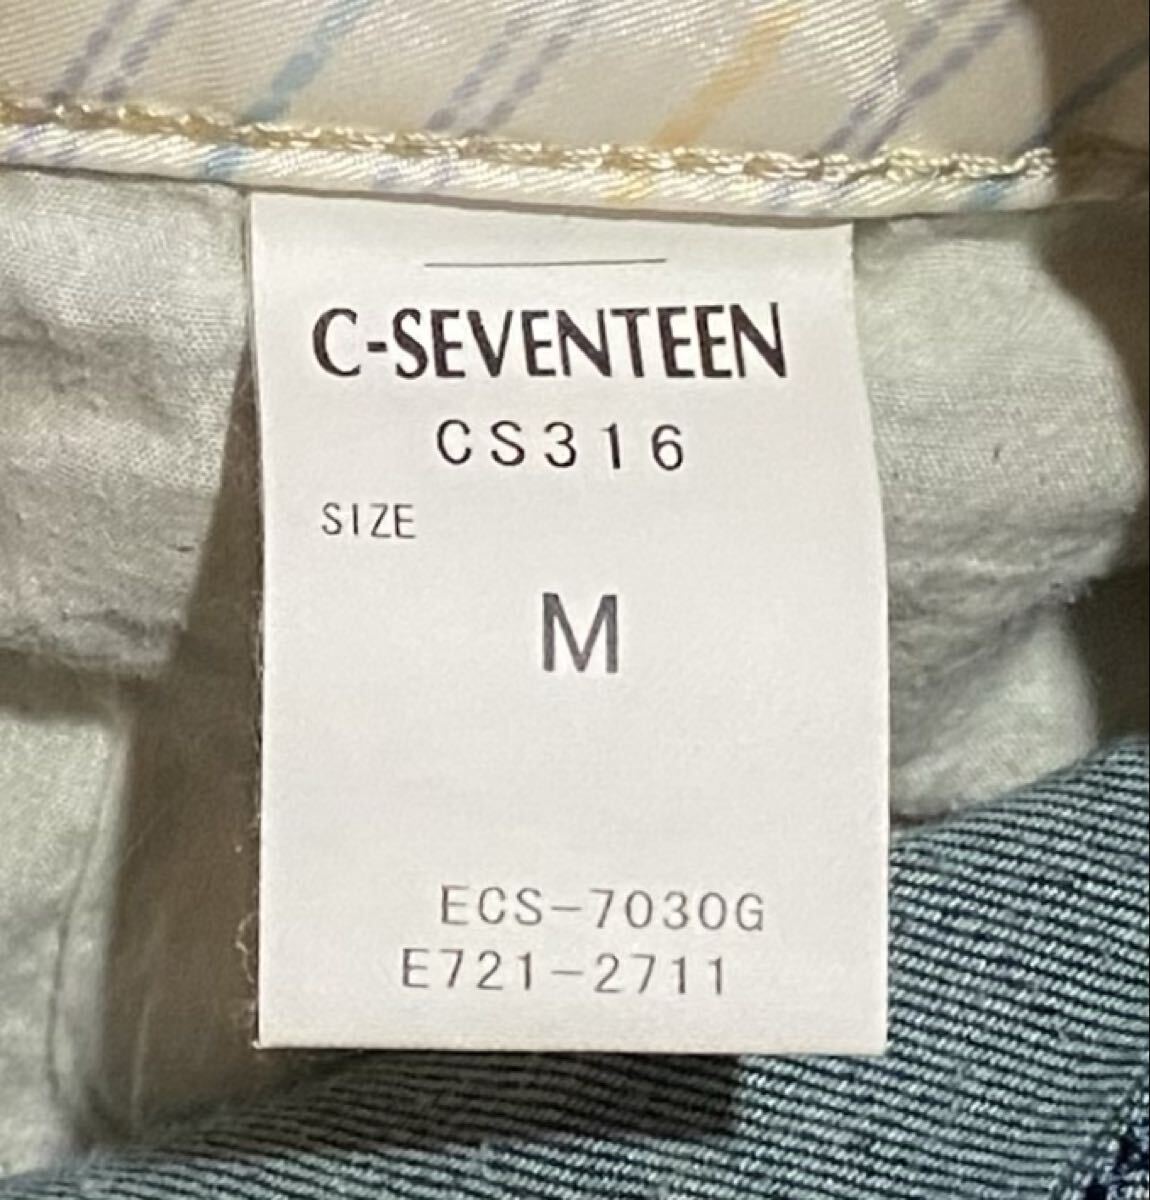 C-SEVENTEEN
CS316
SIZE
M
ECS-7030G
E721-2711